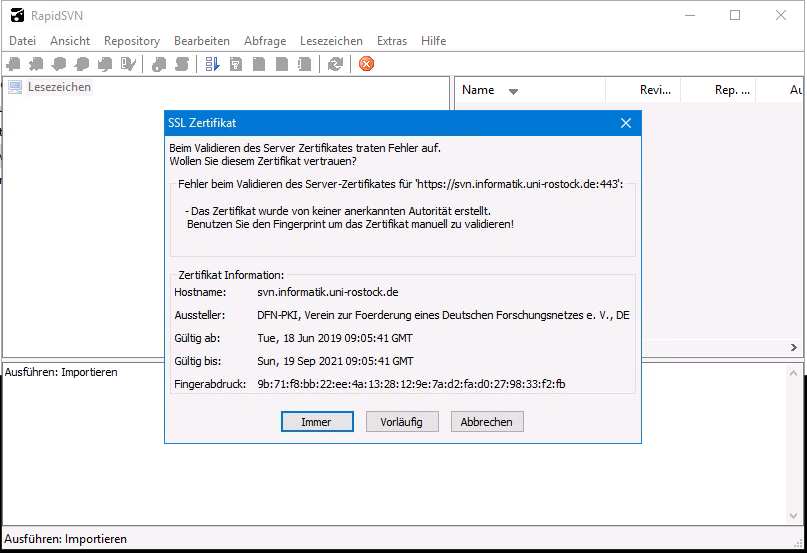 RapidSVN
Datei Ansicht Repository Bearbeiten Abfrage Lesezeichen Extras Hilfe
Lesezeichen
Name Revi... Rep. ... Au
SSL Zertifikat
Beim Validieren des Server Zertifikates traten Fehler auf.
Wollen Sie diesem Zertifikat vertrauen?
Fehler beim Validieren des Server-Zertifikates für 'https://svn.informatik.uni-rostock.de:443':
- Das Zertifikat wurde von keiner anerkannten Autorität erstellt.
Benutzen Sie den Fingerprint um das Zertifikat manuell zu validieren!
Zertifikat Information:
Hostname: svn.informatik.uni-rostock.de
Aussteller: DFN-PKI, Verein zur Foerderung eines Deutschen Forschungsnetzes e. V., DE
Gültig ab: Tue, 18 Jun 2019 09:05:41 GMT
Gültig bis: Sun, 19 Sep 2021 09:05:41 GMT
Fingerabdruck: 9b:71:f8:bb:22:ee:4a:13:28:12:9e:7a:d2:fa:d0:27:98:33:f2:fb
Immer Vorläufig Abbrechen
Ausführen: Importieren
Ausführen: Importieren